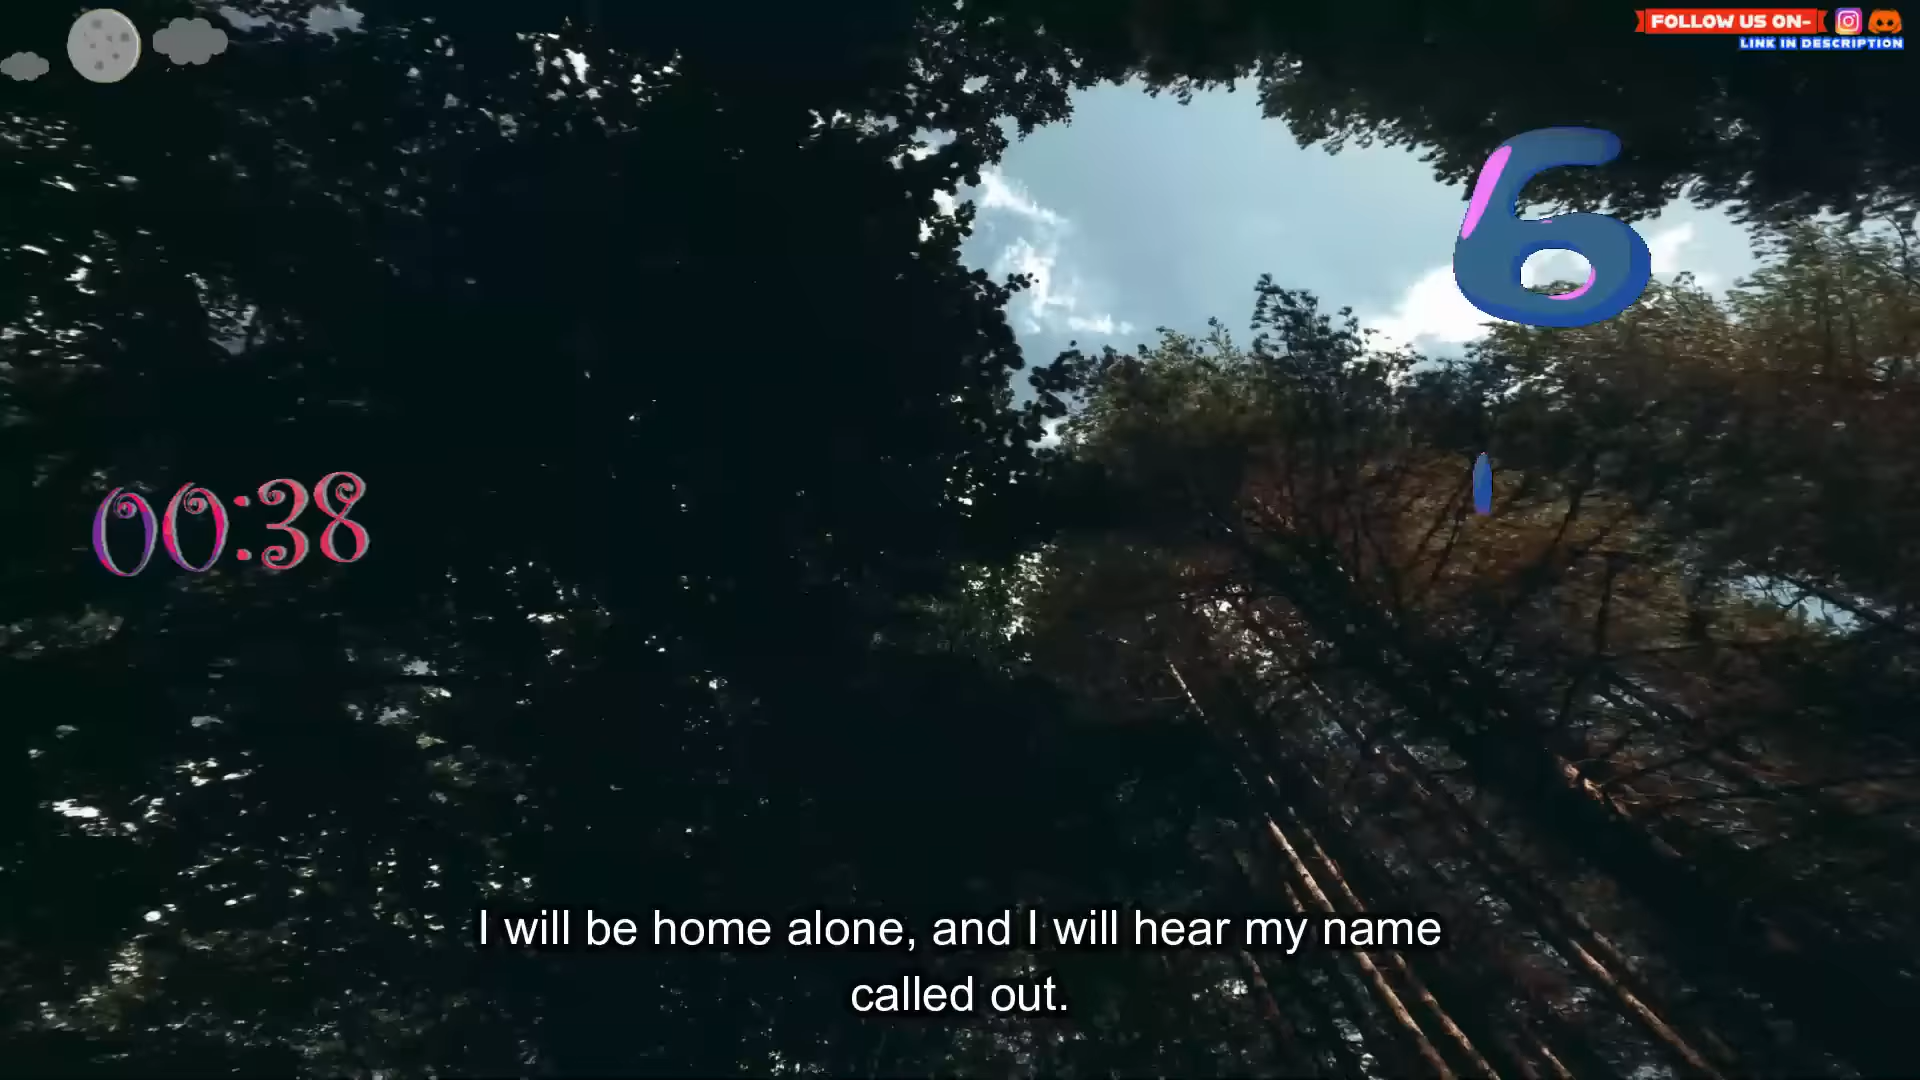 FOLLOW US ON-
LINK IN DESCRIPTION
6
00:38
I will be home alone, and I will hear my name
called out.